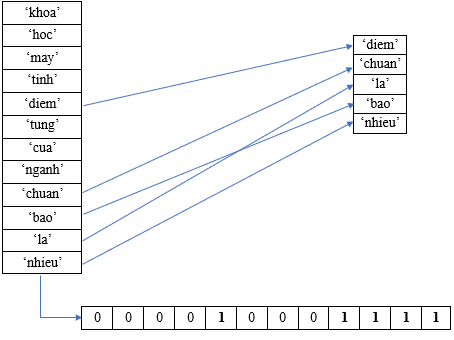 ‘khoa’
‘hoc’
‘may’
‘tinh’
‘diem’
‘tung’
‘cua’
‘nganh’
‘chuan’
‘bao’
‘la’
‘nhieu’
‘diem’
‘chuan’
‘la’
‘bao’
‘nhieu’
0 0 0 0 1 0 0 0 1 1 1 1